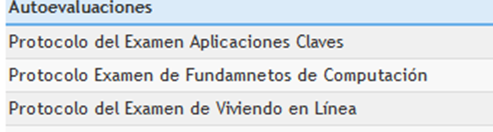 Autoevaluaciones
Protocolo del Examen Aplicaciones Claves
Protocolo Examen de Fundamnetos de Computación
Protocolo del Examen de Viviendo en Línea